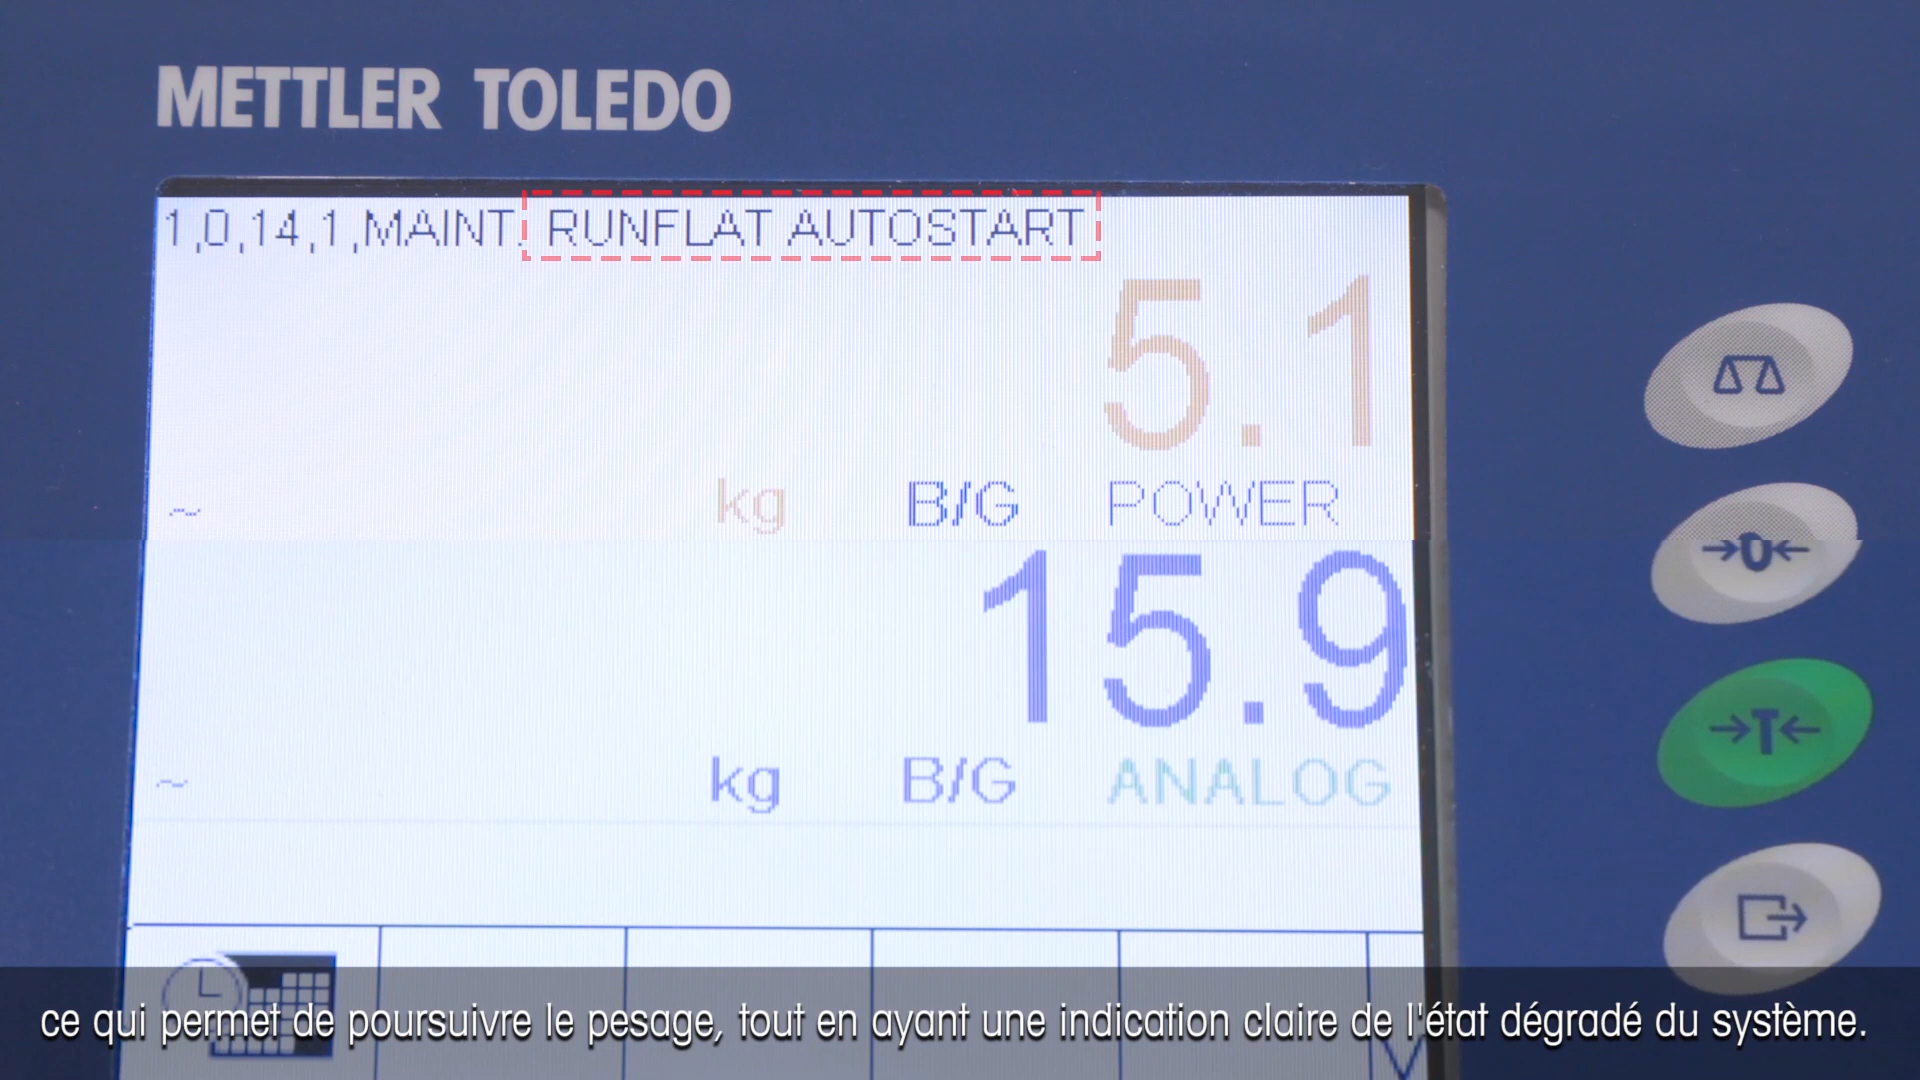 METTLER TOLEDO
1,0,14,1,MAINT. RUNFLAT AUTOSTART
5.1
~ kg B/G POWER
15.9
~ kg B/G ANALOG
→0←
→T←
ce qui permet de poursuivre le pesage, tout en ayant une indication claire de l'état dégradé du système.